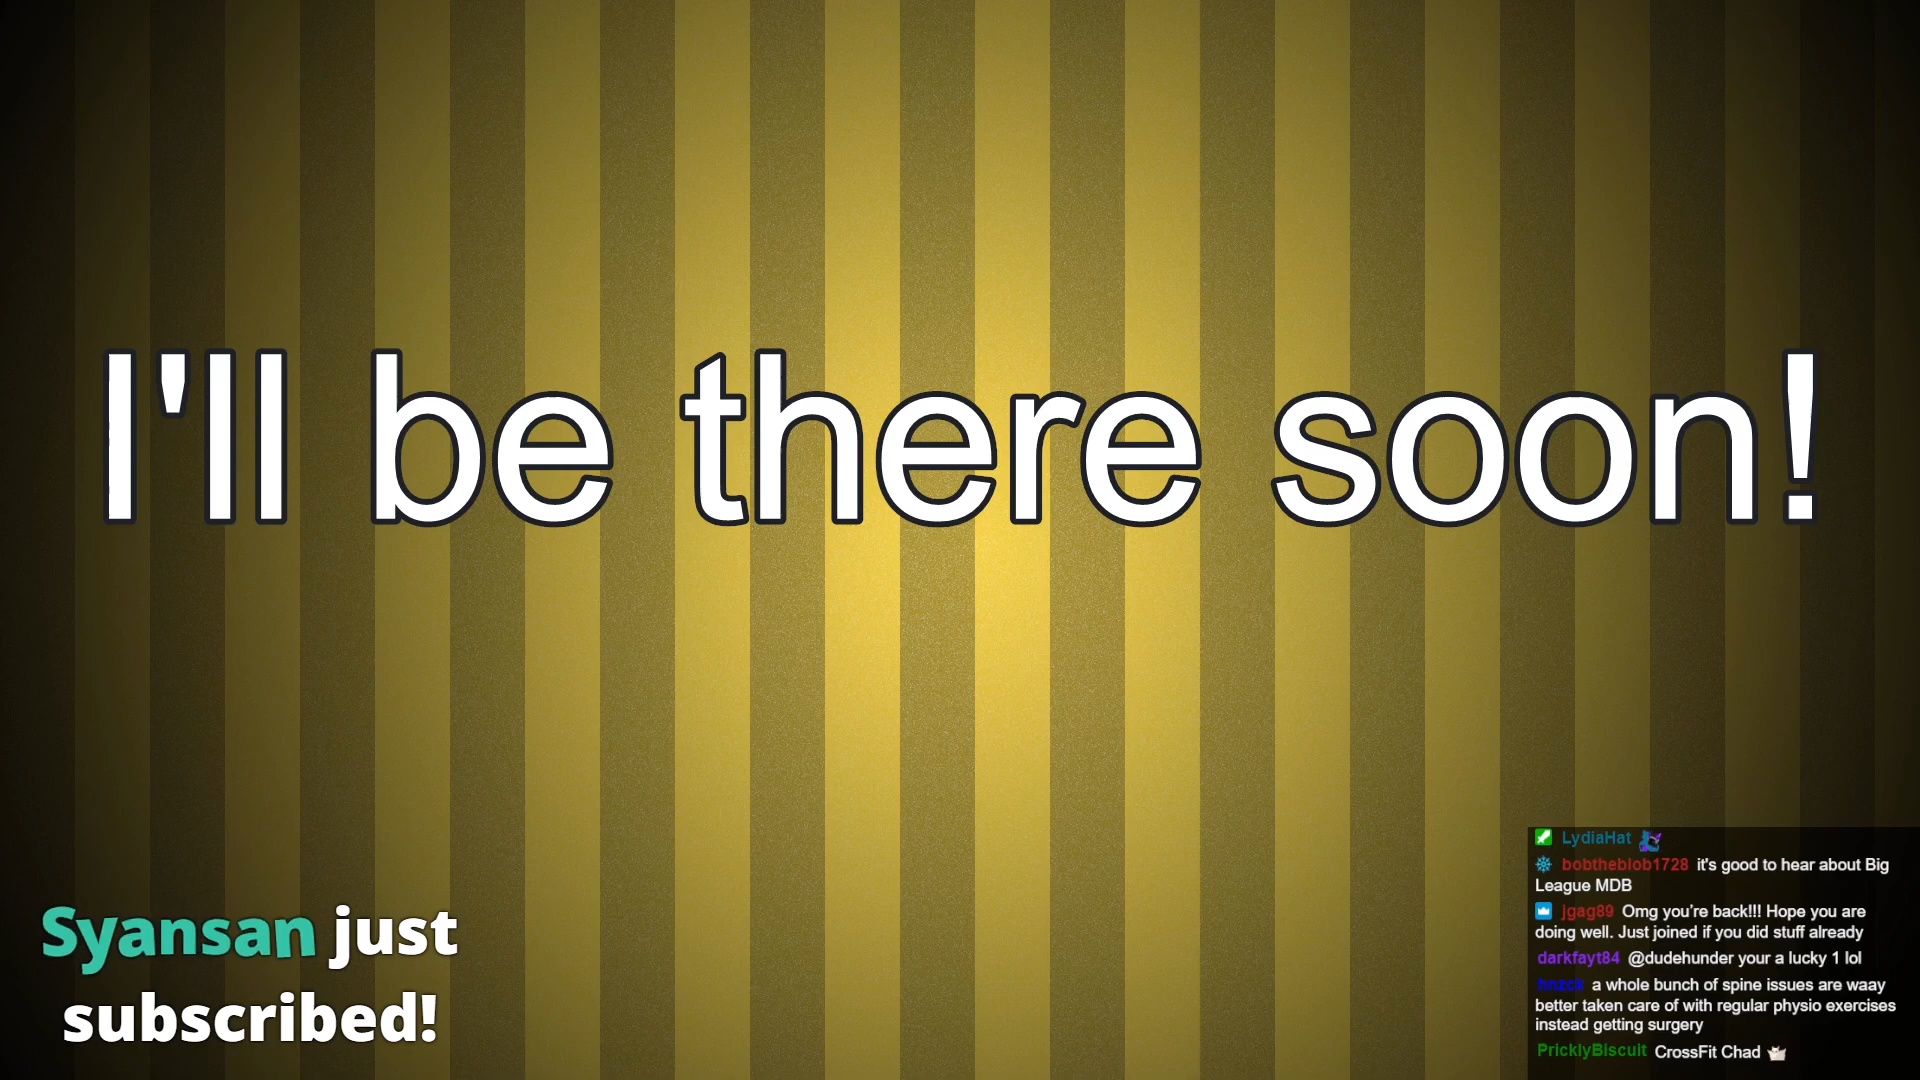 I'll be there soon!
Syansan just
subscribed!
LydiaHat
bobtheblob1728 it's good to hear about Big
League MDB
jgag89 Omg you're back!!! Hope you are
doing well. Just joined if you did stuff already
darkfayt84 @dudehunder your a lucky 1 lol
hnzck a whole bunch of spine issues are waay
better taken care of with regular physio exercises
instead getting surgery
PricklyBiscuit CrossFit Chad